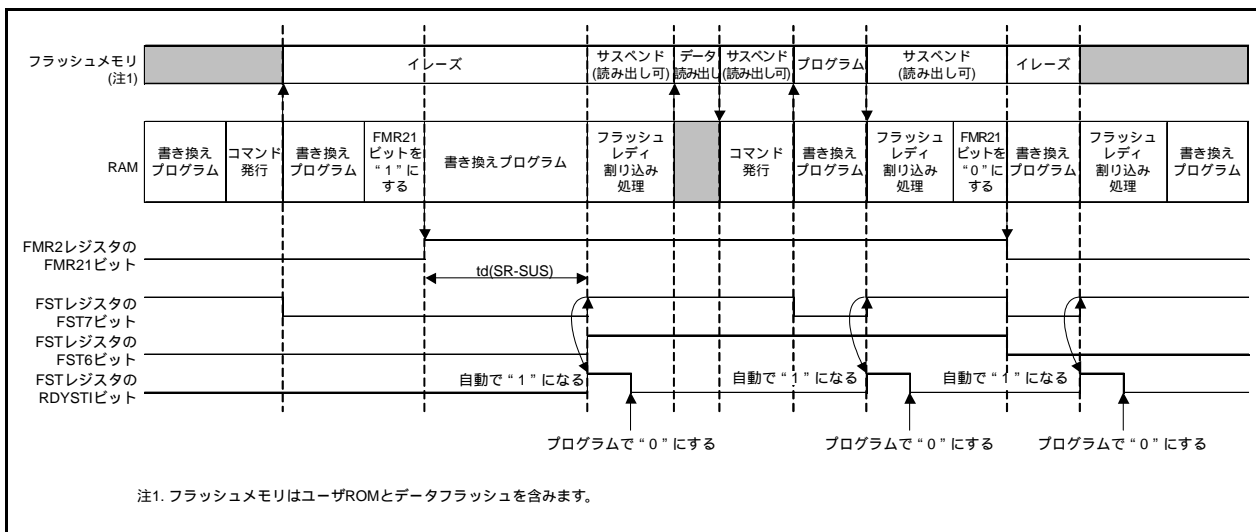 フラッシュメモリ
(注1)
イレーズ
サスペンド
(読み出し可)
データ
読み出し
サスペンド
(読み出し可)
プログラム
サスペンド
(読み出し可)
イレーズ
RAM
書き換え
プログラム
コマンド
発行
書き換え
プログラム
FMR21
ビットを
“1”に
する
書き換えプログラム
フラッシュ
レディ
割り込み
処理
コマンド
発行
書き換え
プログラム
フラッシュ
レディ
割り込み
処理
FMR21
ビットを
“0”に
する
書き換え
プログラム
フラッシュ
レディ
割り込み
処理
書き換え
プログラム
FMR2レジスタの
FMR21ビット
td(SR-SUS)
FSTレジスタの
FST7ビット
FSTレジスタの
FST6ビット
FSTレジスタの
RDYSTIビット
自動で“1”になる
自動で“1”になる
自動で“1”になる
プログラムで“0”にする
プログラムで“0”にする
プログラムで“0”にする
注1. フラッシュメモリはユーザROMとデータフラッシュを含みます。